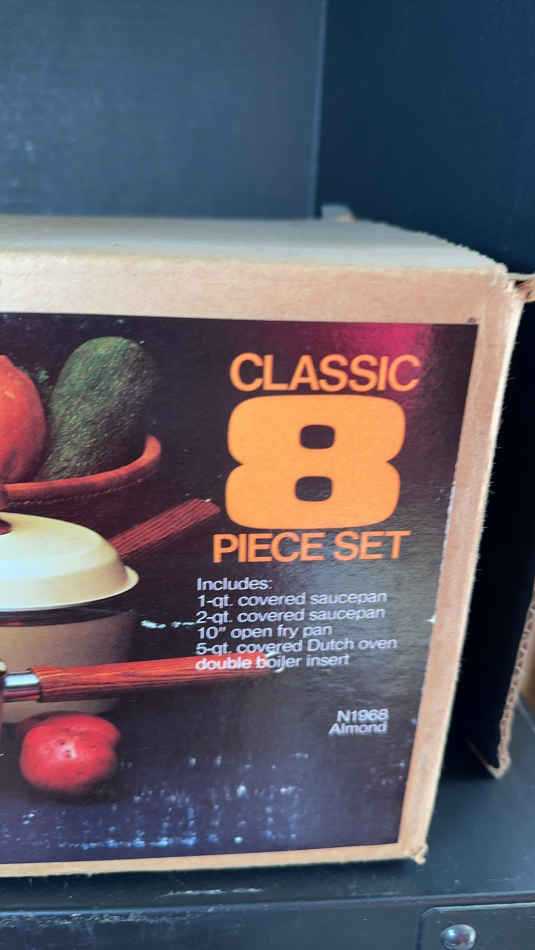 CLASSIC
8
PIECE SET
Includes:
1-qt. covered saucepan
2-qt. covered saucepan
10" open fry pan
5-qt. covered Dutch oven
double boiler insert
N1968
Almond